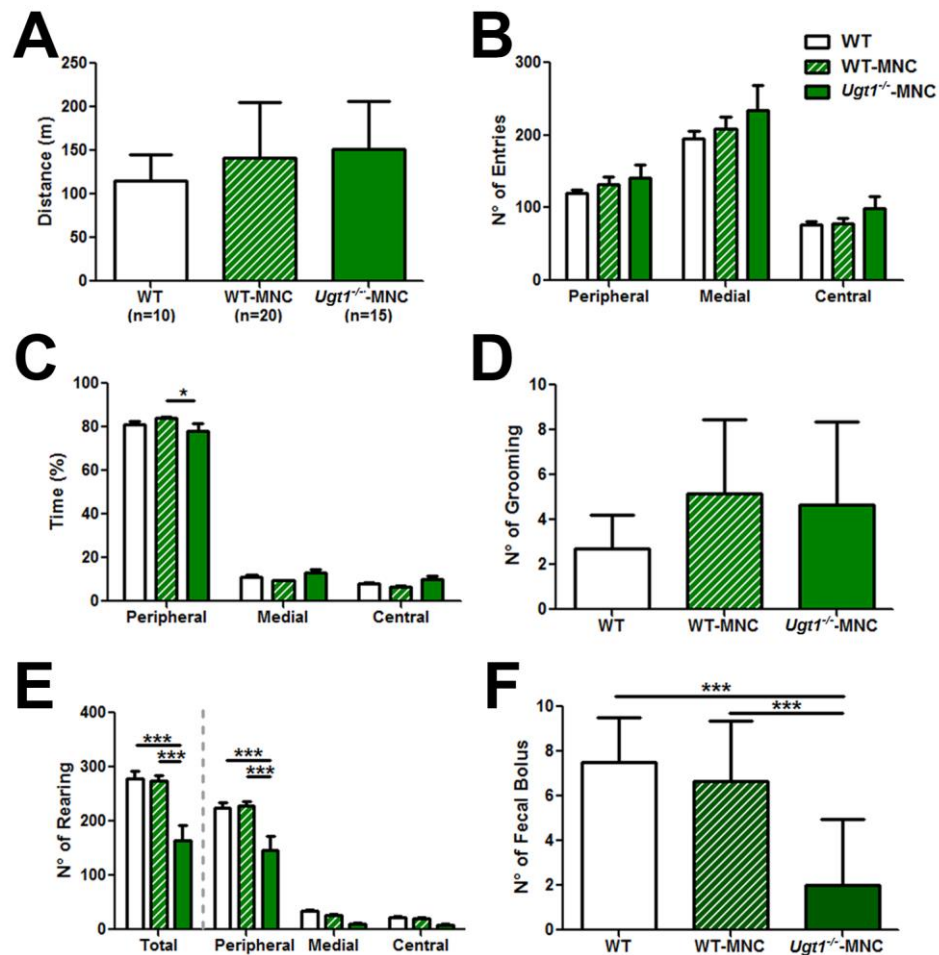 A
Distance (m)
250
200
150
100
50
0
WT WT-MNC Ugt1-/--MNC
(n=10) (n=20) (n=15)
B
WT
WT-MNC
Ugt1-/--MNC
N° of Entries
300
200
100
0
Peripheral Medial Central
C
Time (%)
100
80
60
40
20
0
*
Peripheral Medial Central
D
N° of Grooming
10
8
6
4
2
0
WT WT-MNC Ugt1-/--MNC
E
N° of Rearing
400
300
200
100
0
*** ***
*** ***
Total Peripheral Medial Central
F
N° of Fecal Bolus
10
8
6
4
2
0
***
***
WT WT-MNC Ugt1-/--MNC